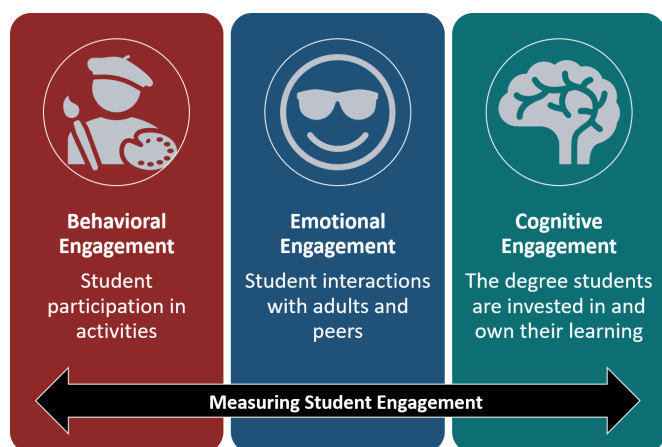 Behavioral
Engagement
Student
participation in
activities
Emotional
Engagement
Student interactions
with adults and
peers
Cognitive
Engagement
The degree students
are invested in and
own their learning
Measuring Student Engagement